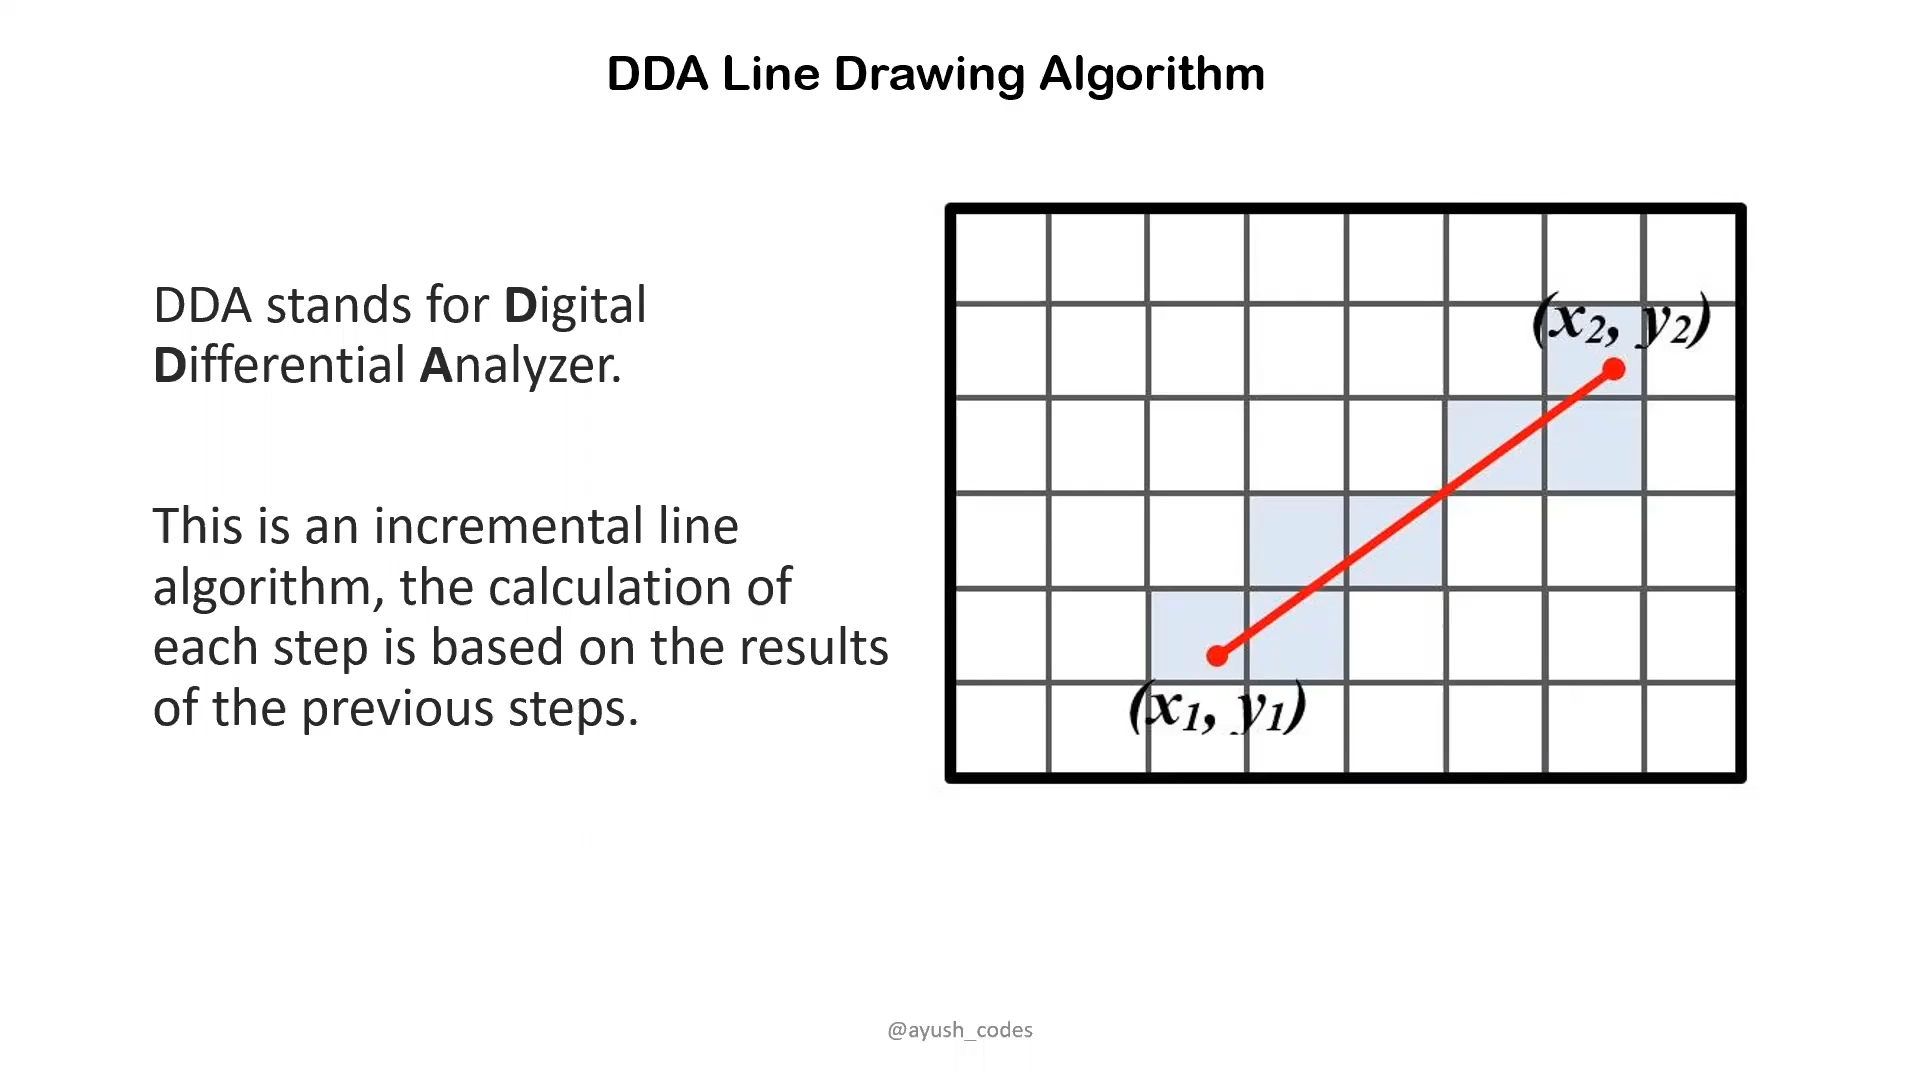 DDA Line Drawing Algorithm
DDA stands for Digital
Differential Analyzer.
This is an incremental line
algorithm, the calculation of
each step is based on the results
of the previous steps.
(x₂, y₂)
(x₁, y₁)
@ayush_codes